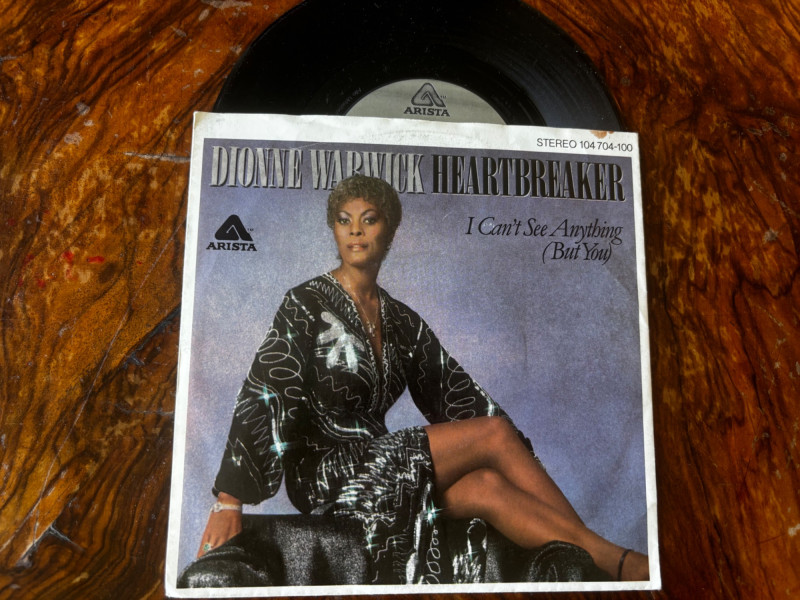 ARISTA
STEREO 104 704-100
DIONNE WARWICK HEARTBREAKER
ARISTA
I Can't See Anything
(But You)